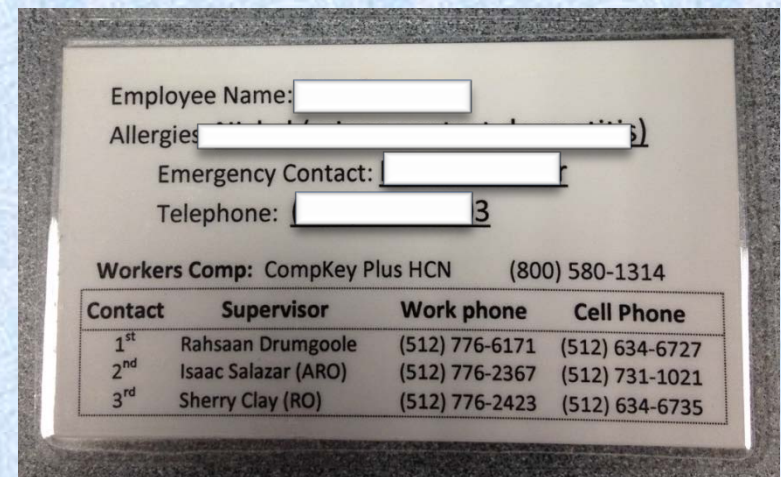 Employee Name:
Allergies
Emergency Contact:
Telephone: 3
Workers Comp: CompKey Plus HCN (800) 580-1314
Contact Supervisor Work phone Cell Phone
1st Rahsaan Drumgoole (512) 776-6171 (512) 634-6727
2nd Isaac Salazar (ARO) (512) 776-2367 (512) 731-1021
3rd Sherry Clay (RO) (512) 776-2423 (512) 634-6735